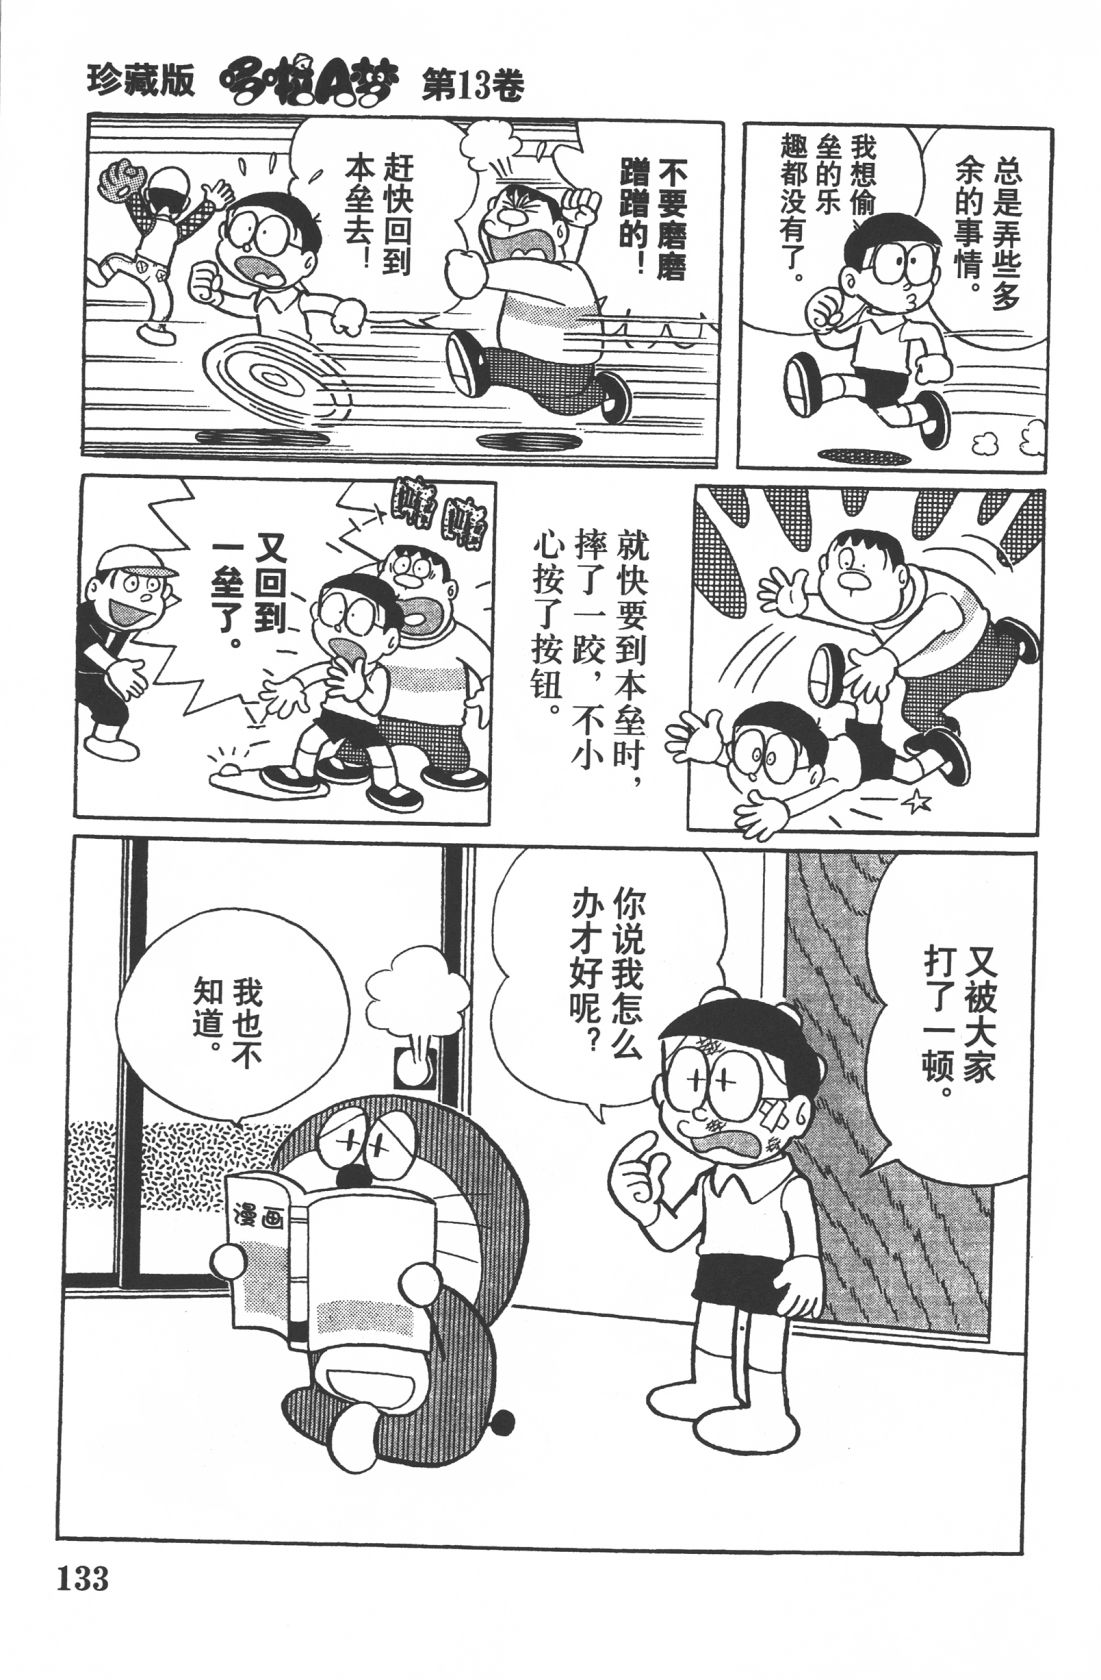 珍藏版 哆啦A梦 第13卷
总是弄些多
余的事情。
我想偷
垒的乐
趣都没有了。
不要磨磨
蹭蹭的！
赶快回到
本垒去！
就快要到本垒时，
摔了一跤，不小
心按了按钮。
又回到
一垒了。
又被大家
打了一顿。
你说我怎么
办才好呢？
我也不
知道。
漫画
133